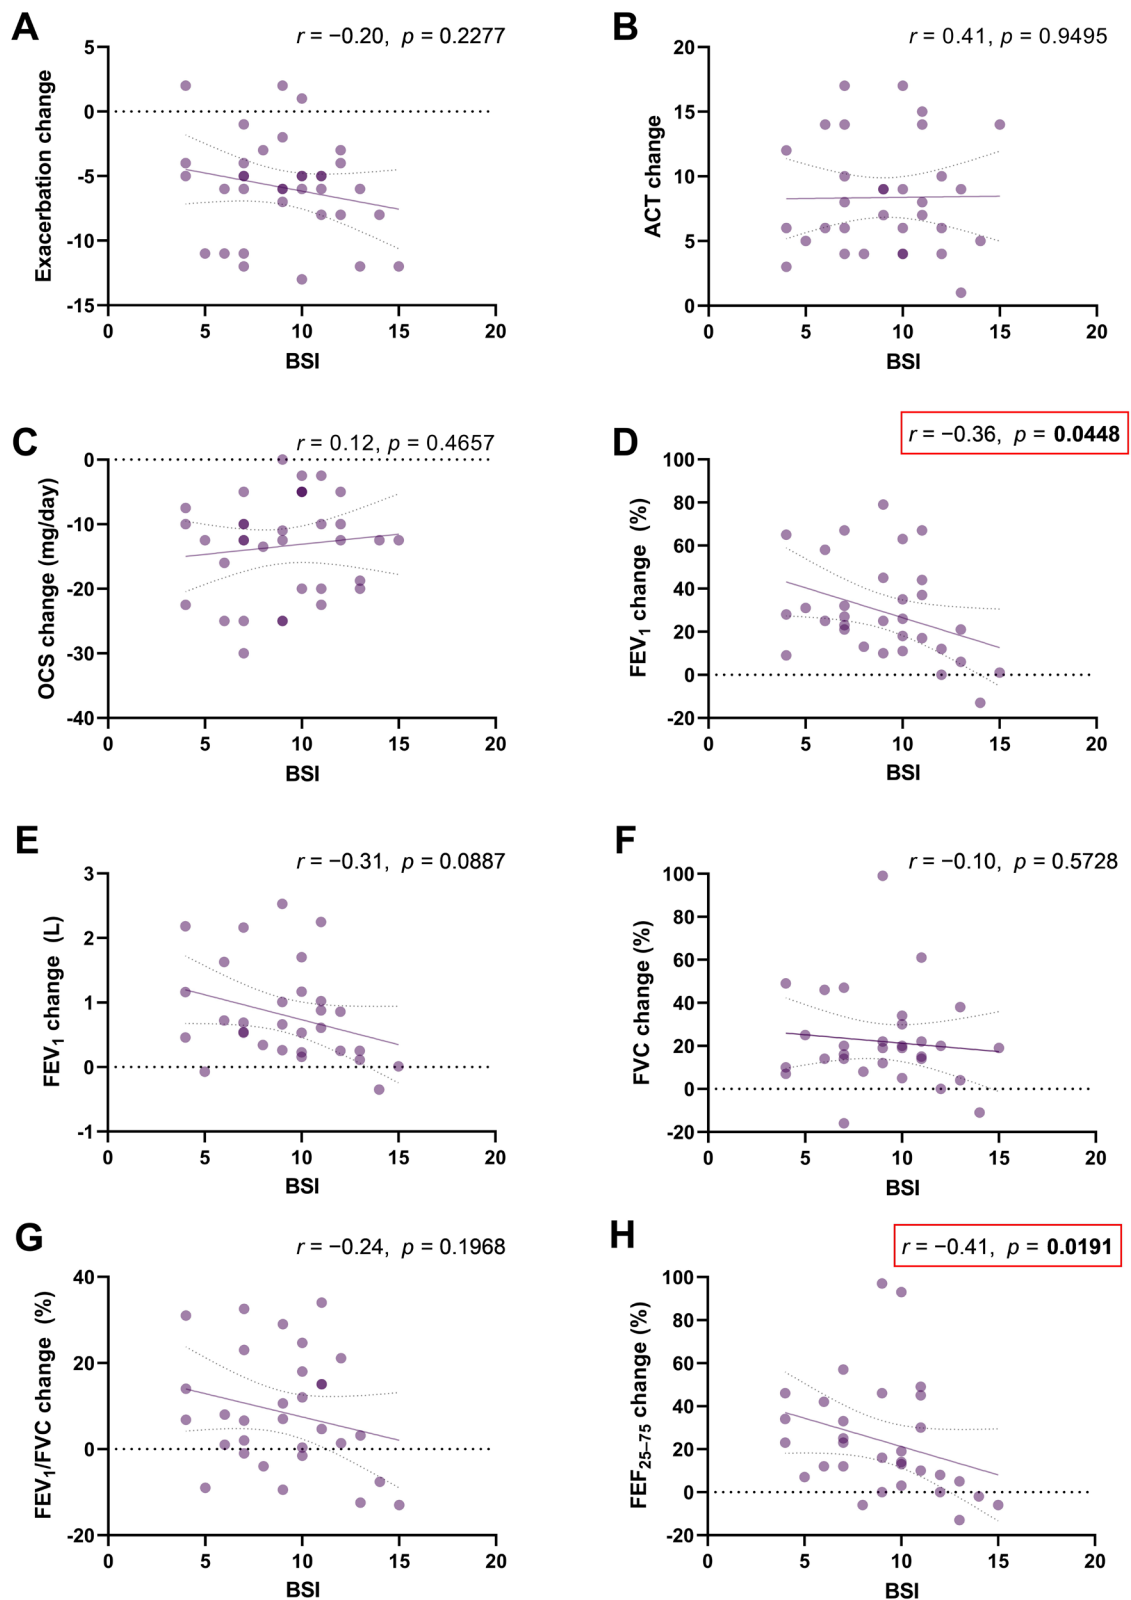 A
r = −0.20, p = 0.2277
Exacerbation change
5
0
-5
-10
-15
0 5 10 15 20
BSI
B
r = 0.41, p = 0.9495
ACT change
20
15
10
5
0
0 5 10 15 20
BSI
C
r = 0.12, p = 0.4657
OCS change (mg/day)
0
-10
-20
-30
-40
0 5 10 15 20
BSI
D
r = −0.36, p = 0.0448
FEV1 change (%)
100
80
60
40
20
0
-20
0 5 10 15 20
BSI
E
r = −0.31, p = 0.0887
FEV1 change (L)
3
2
1
0
-1
0 5 10 15 20
BSI
F
r = −0.10, p = 0.5728
FVC change (%)
100
80
60
40
20
0
-20
0 5 10 15 20
BSI
G
r = −0.24, p = 0.1968
FEV1/FVC change (%)
40
20
0
-20
0 5 10 15 20
BSI
H
r = −0.41, p = 0.0191
FEF25–75 change (%)
100
80
60
40
20
0
-20
0 5 10 15 20
BSI